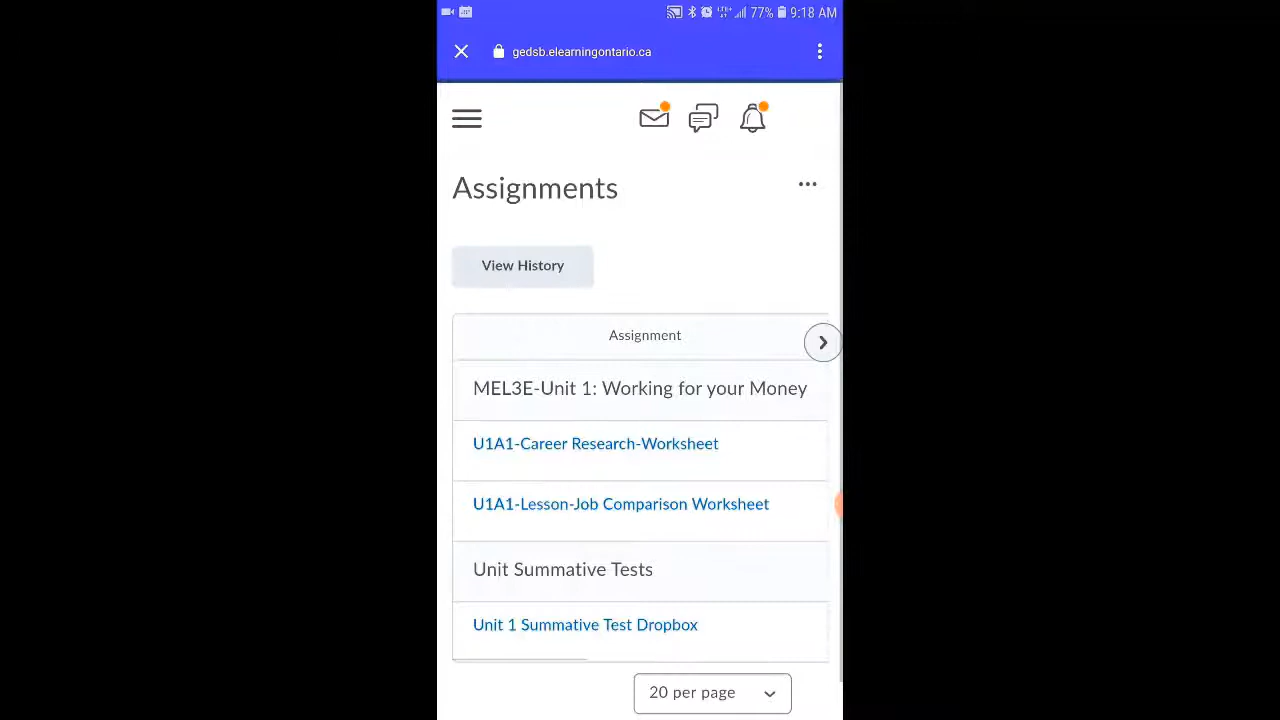 77% 9:18 AM
gedsb.elearningontario.ca
Assignments
View History
Assignment
MEL3E-Unit 1: Working for your Money
U1A1-Career Research-Worksheet
U1A1-Lesson-Job Comparison Worksheet
Unit Summative Tests
Unit 1 Summative Test Dropbox
20 per page